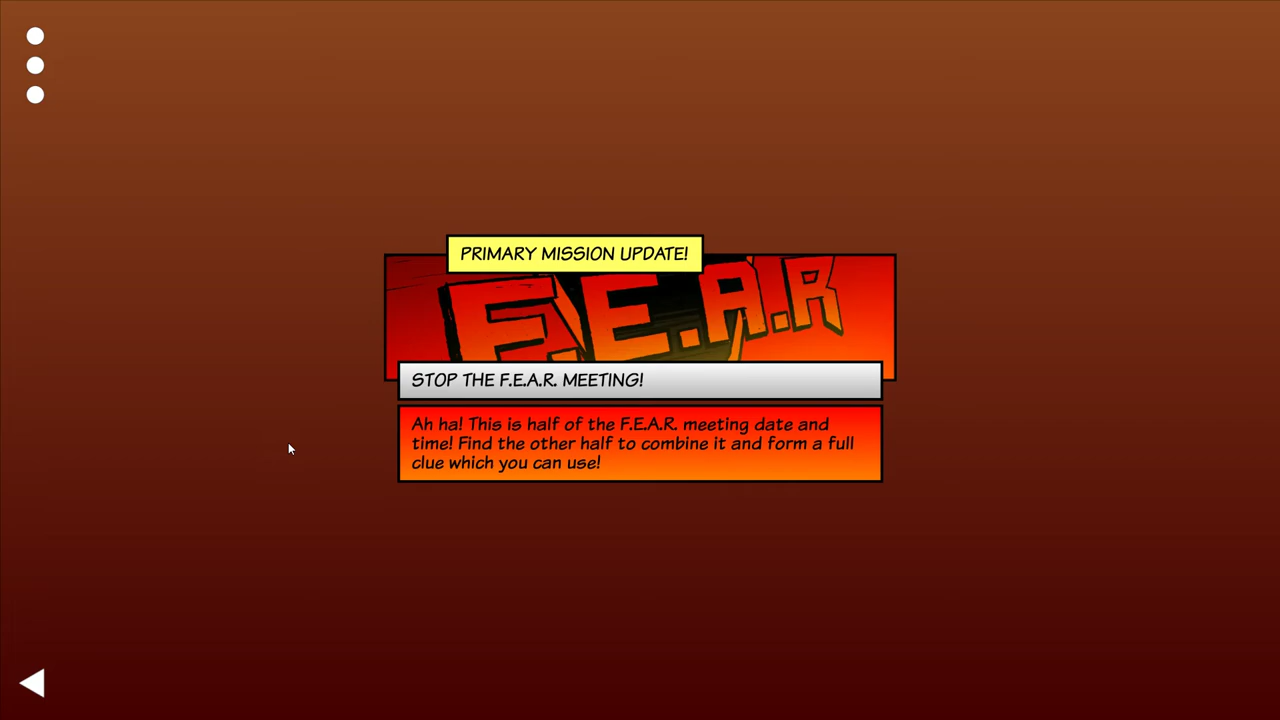 PRIMARY MISSION UPDATE!
F.E.A.R
STOP THE F.E.A.R. MEETING!
Ah ha! This is half of the F.E.A.R. meeting date and
time! Find the other half to combine it and form a full
clue which you can use!